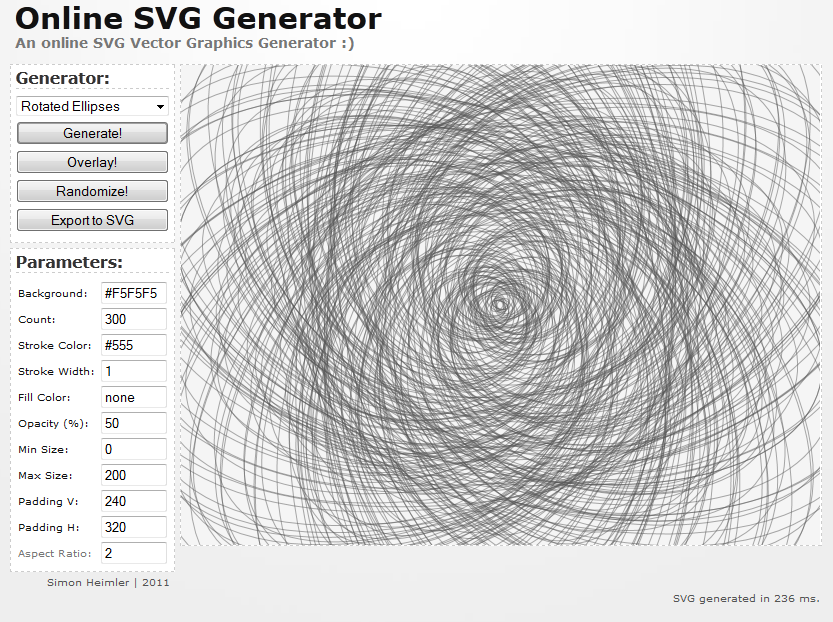 Online SVG Generator
An online SVG Vector Graphics Generator :)
Generator:
Rotated Ellipses
Generate!
Overlay!
Randomize!
Export to SVG
Parameters:
Background: #F5F5F5
Count: 300
Stroke Color: #555
Stroke Width: 1
Fill Color: none
Opacity (%): 50
Min Size: 0
Max Size: 200
Padding V: 240
Padding H: 320
Aspect Ratio: 2
Simon Heimler | 2011
SVG generated in 236 ms.